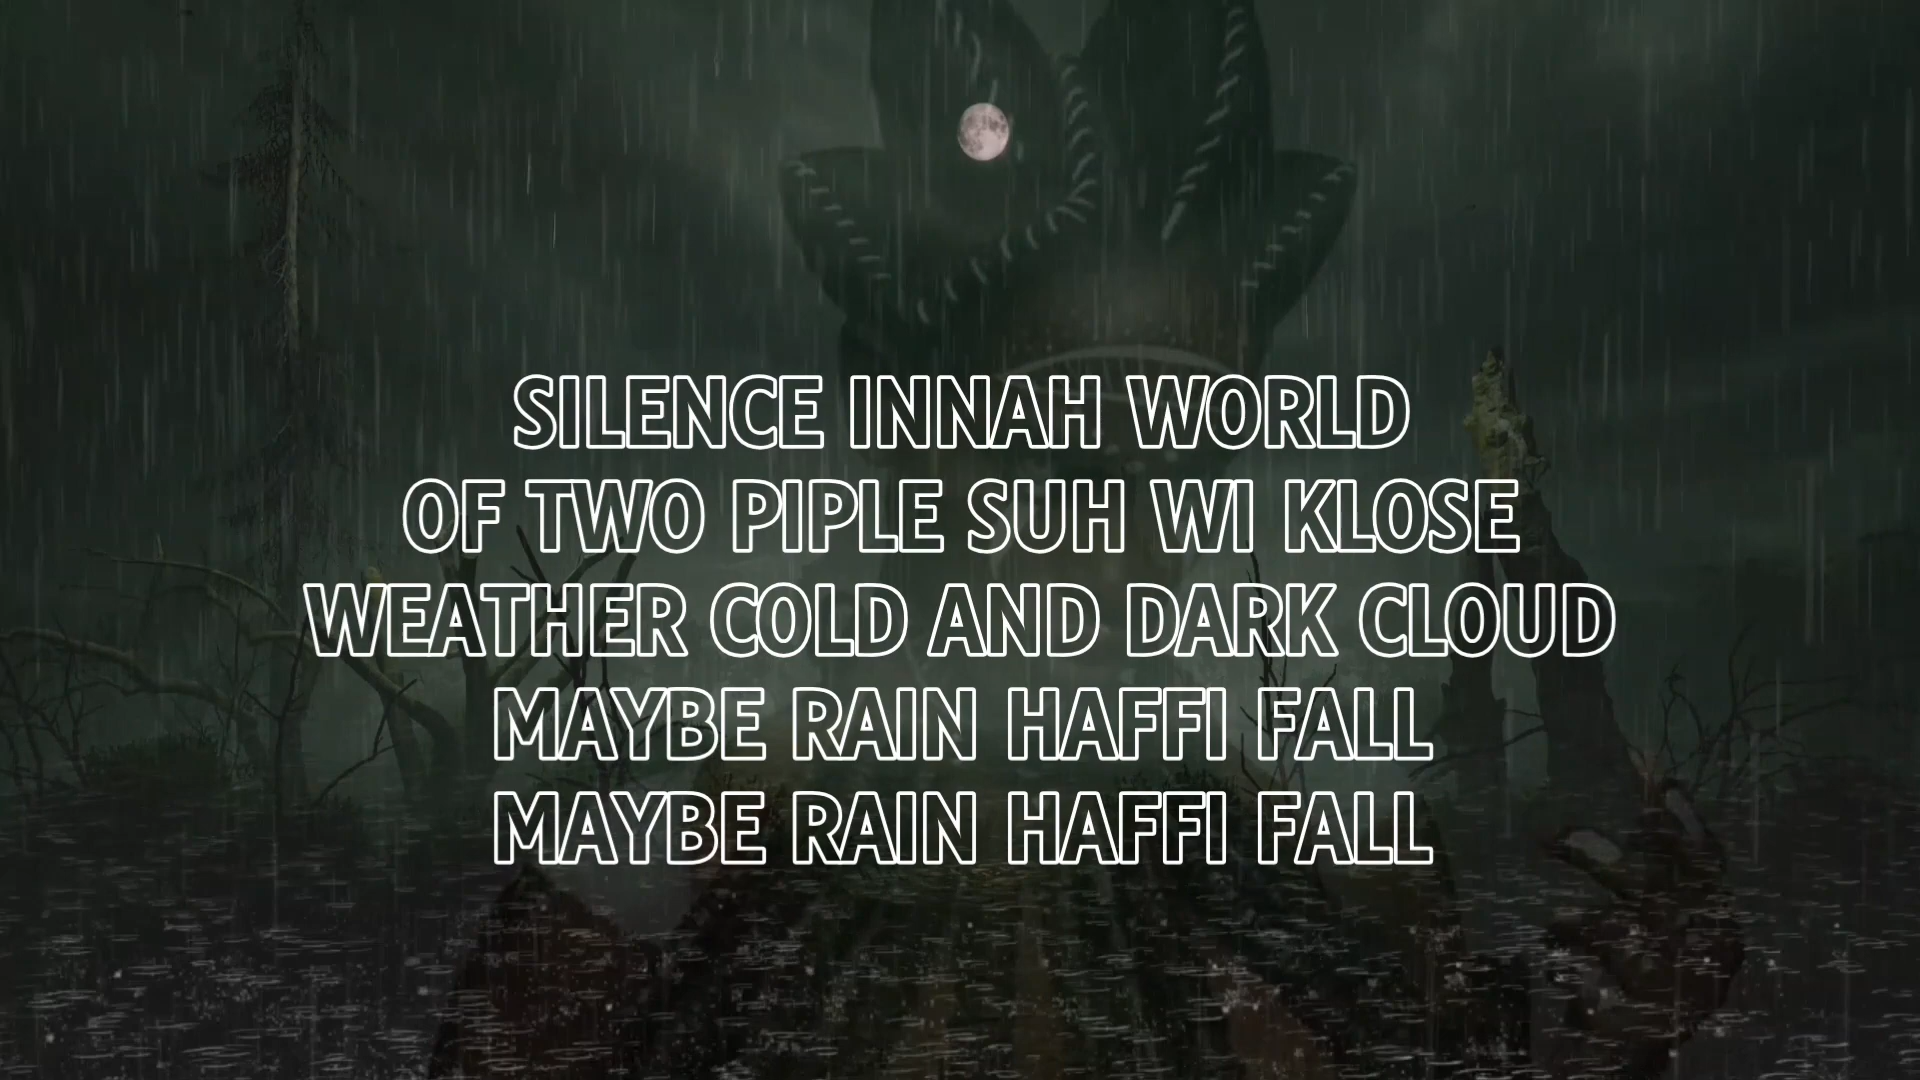 SILENCE INNAH WORLD
OF TWO PIPLE SUH WI KLOSE
WEATHER COLD AND DARK CLOUD
MAYBE RAIN HAFFI FALL
MAYBE RAIN HAFFI FALL